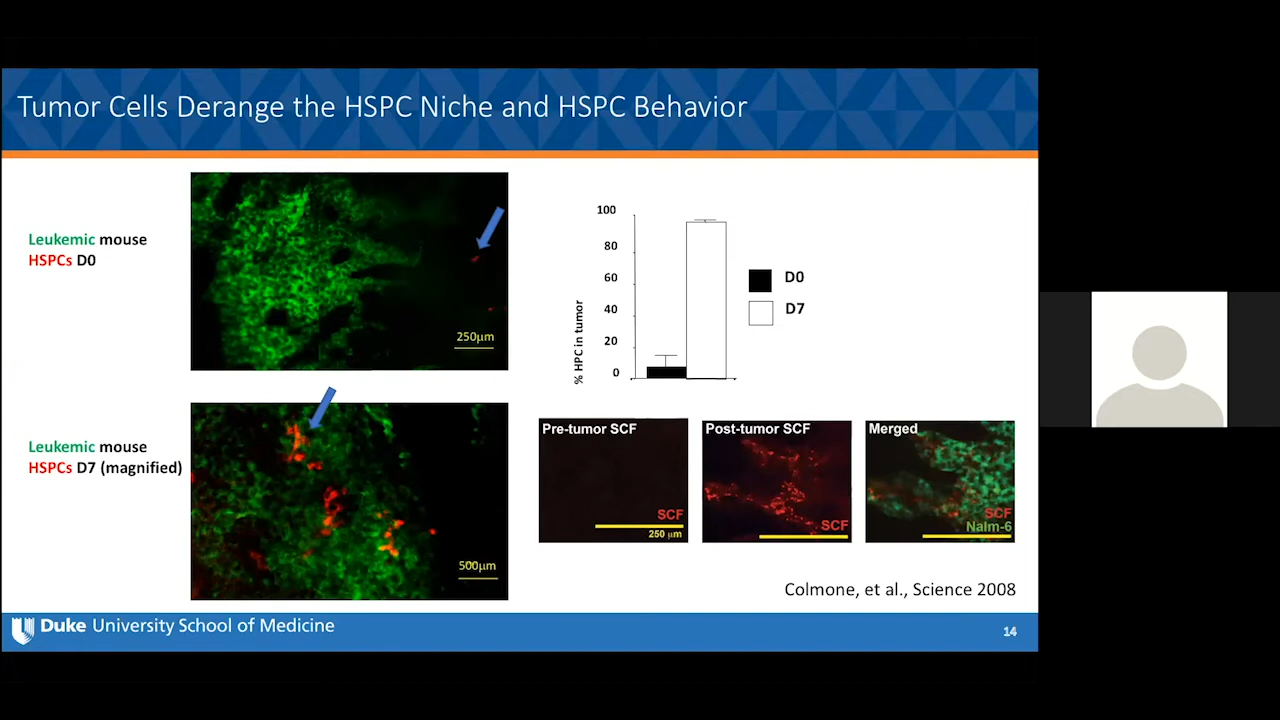 Tumor Cells Derange the HSPC Niche and HSPC Behavior
Leukemic mouse
HSPCs D0
250μm
Leukemic mouse
HSPCs D7 (magnified)
500μm
% HPC in tumor
100
80
60
40
20
0
D0
D7
Pre-tumor SCF
SCF
250 μm
Post-tumor SCF
SCF
Merged
SCF
Nalm-6
Colmone, et al., Science 2008
Duke University School of Medicine
14